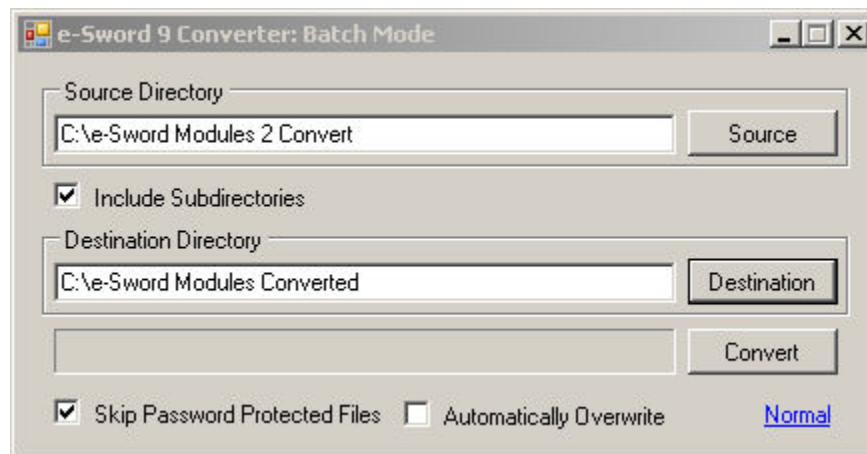 e-Sword 9 Converter: Batch Mode
Source Directory
C:\e-Sword Modules 2 Convert
Source
Include Subdirectories
Destination Directory
C:\e-Sword Modules Converted
Destination
Convert
Skip Password Protected Files
Automatically Overwrite
Normal